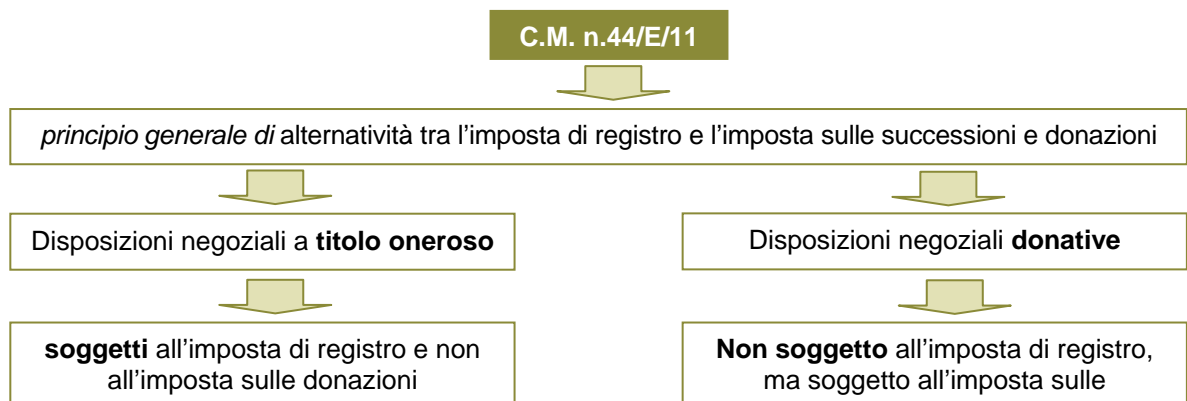 C.M. n.44/E/11
principio generale di alternatività tra l'imposta di registro e l'imposta sulle successioni e donazioni
Disposizioni negoziali a titolo oneroso
Disposizioni negoziali donative
soggetti all'imposta di registro e non
all'imposta sulle donazioni
Non soggetto all'imposta di registro,
ma soggetto all'imposta sulle